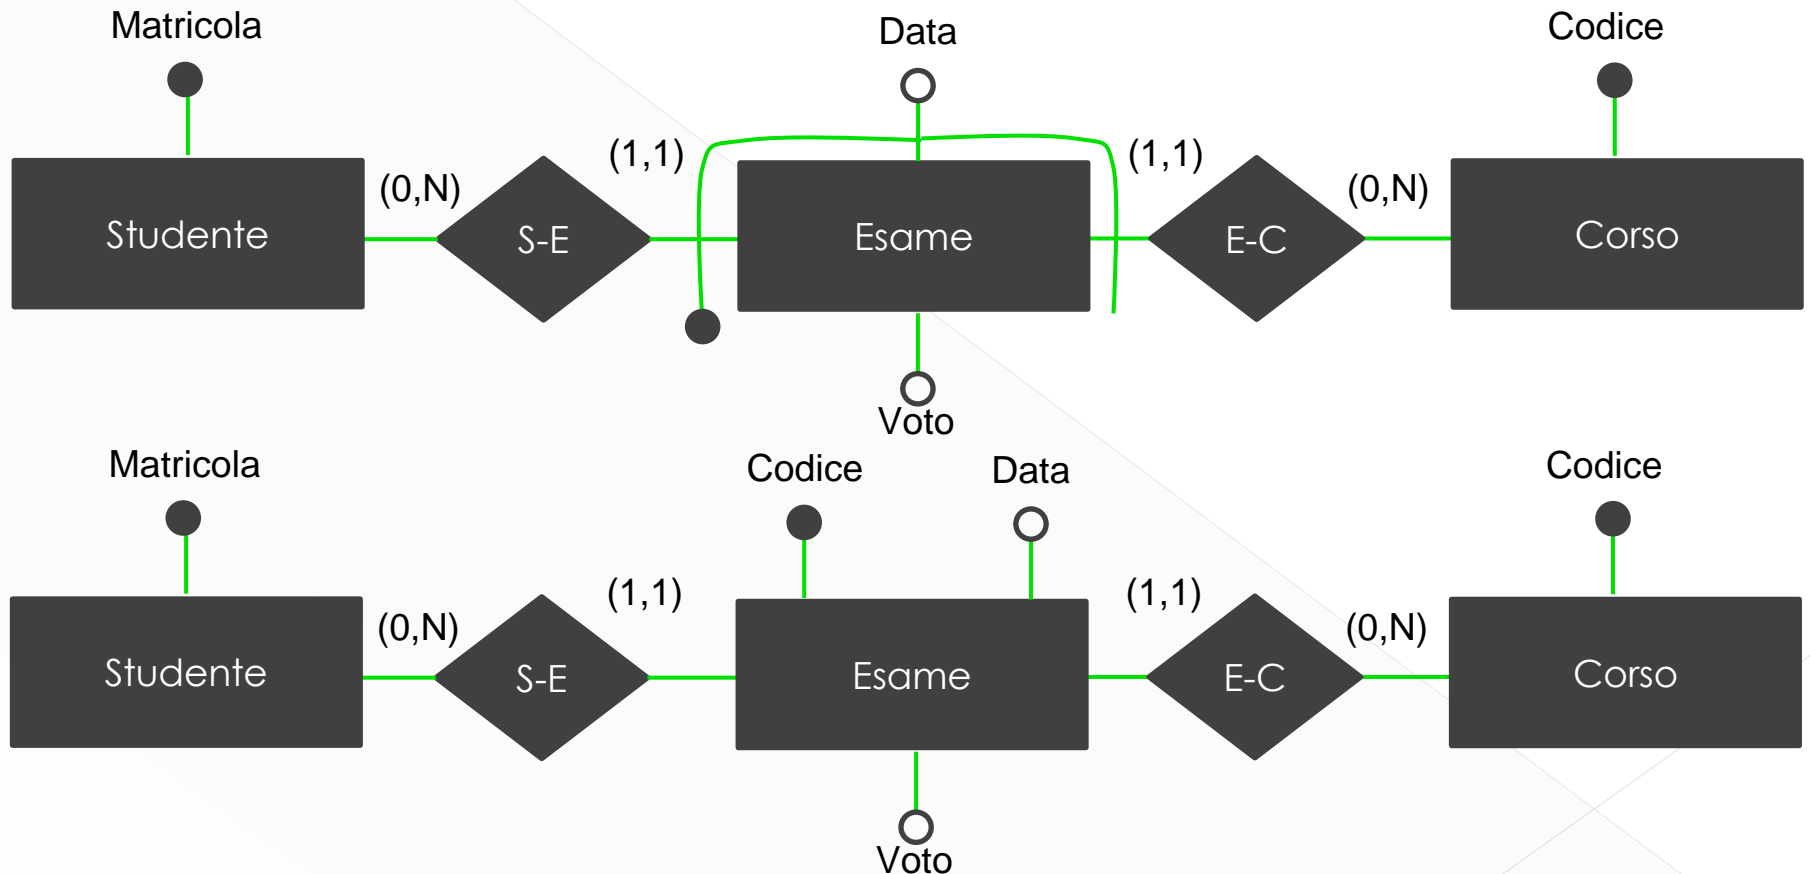 Matricola
Data
Codice
(0,N)
(1,1)
(1,1)
(0,N)
Studente
S-E
Esame
E-C
Corso
Voto
Matricola
Codice
Data
Codice
(0,N)
(1,1)
(1,1)
(0,N)
Studente
S-E
Esame
E-C
Corso
Voto